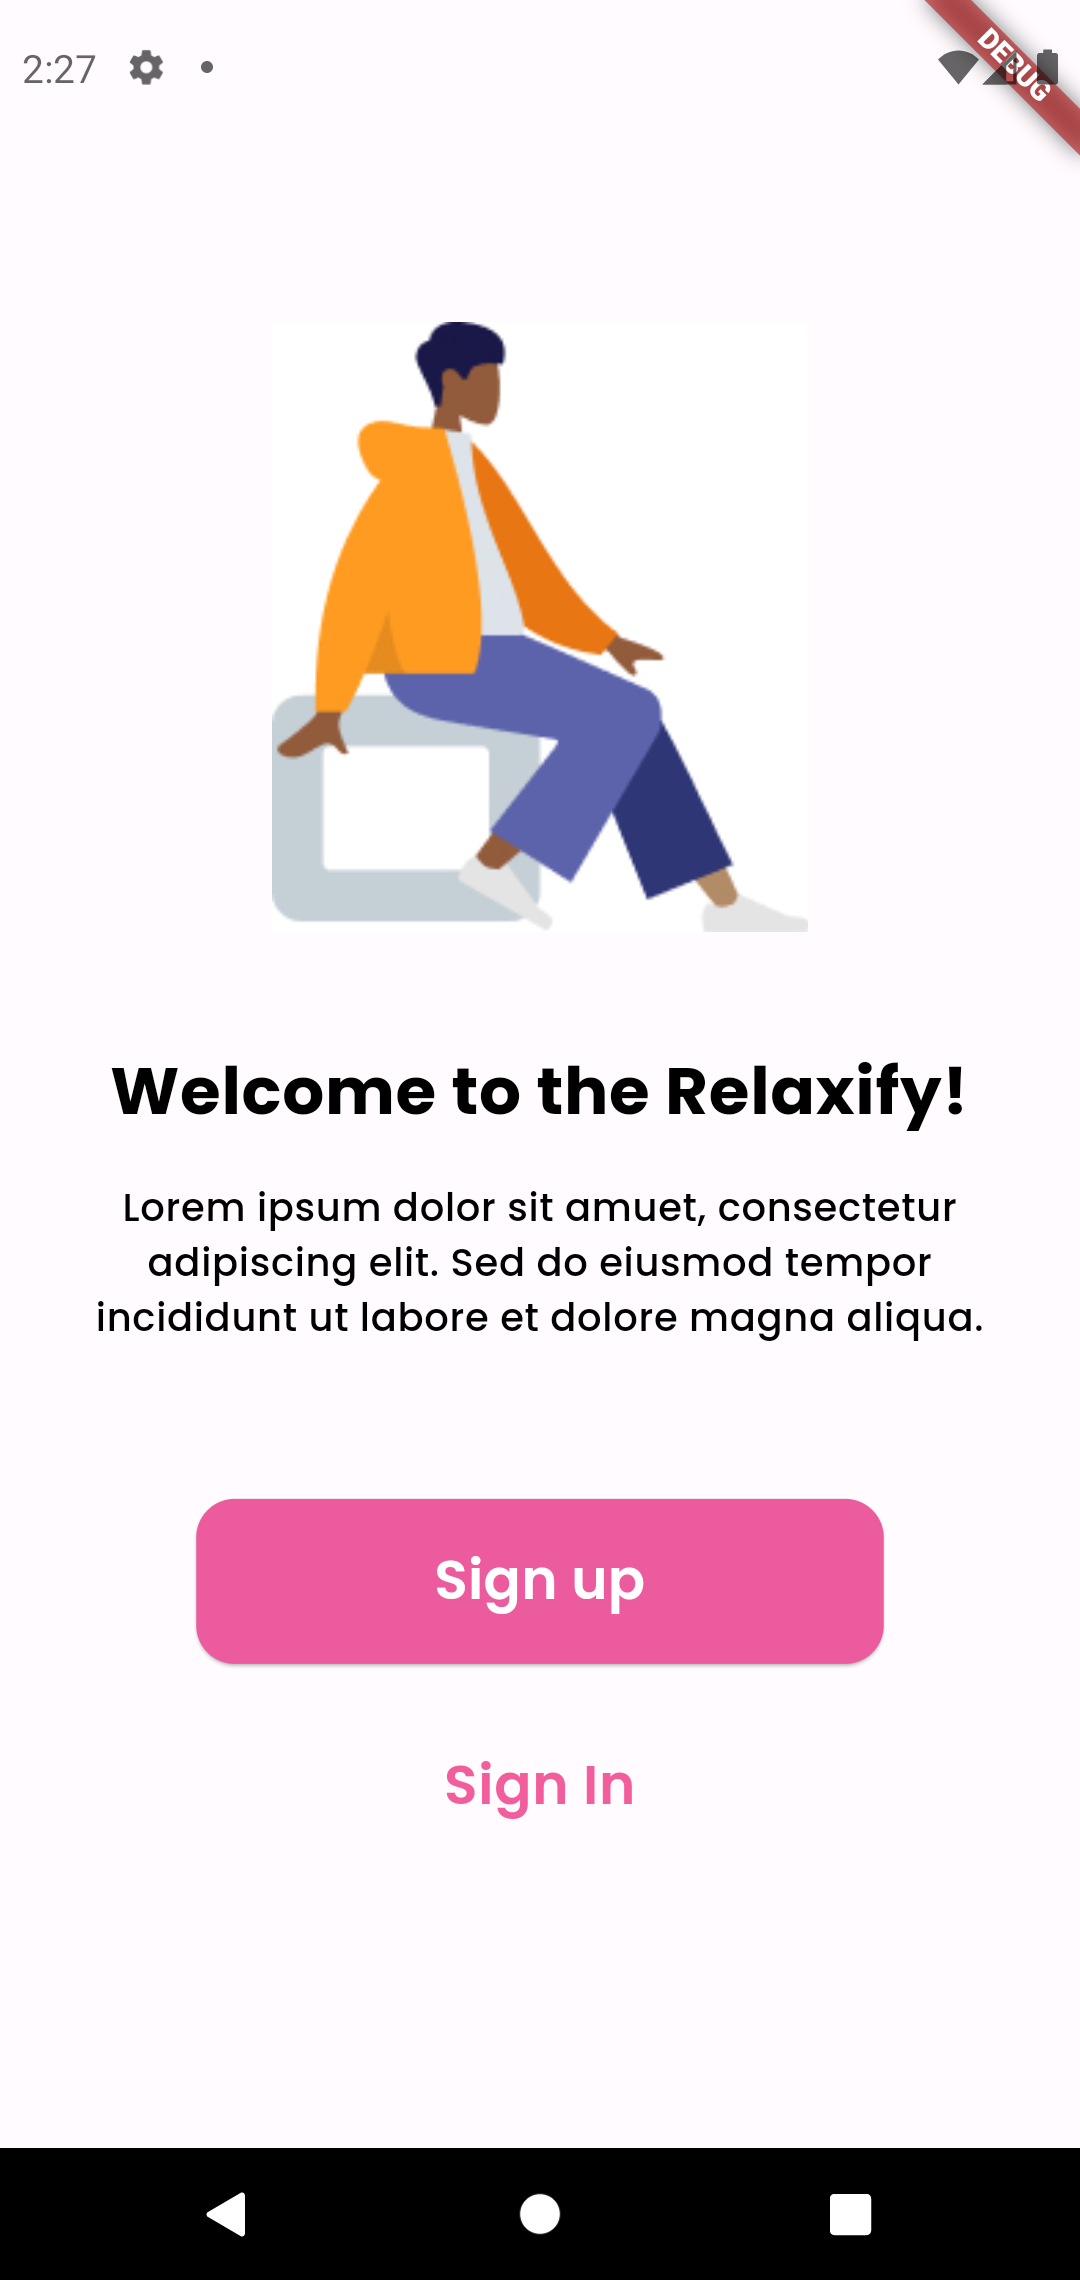 2:27
DEBUG
Welcome to the Relaxify!
Lorem ipsum dolor sit amuet, consectetur
adipiscing elit. Sed do eiusmod tempor
incididunt ut labore et dolore magna aliqua.
Sign up
Sign In